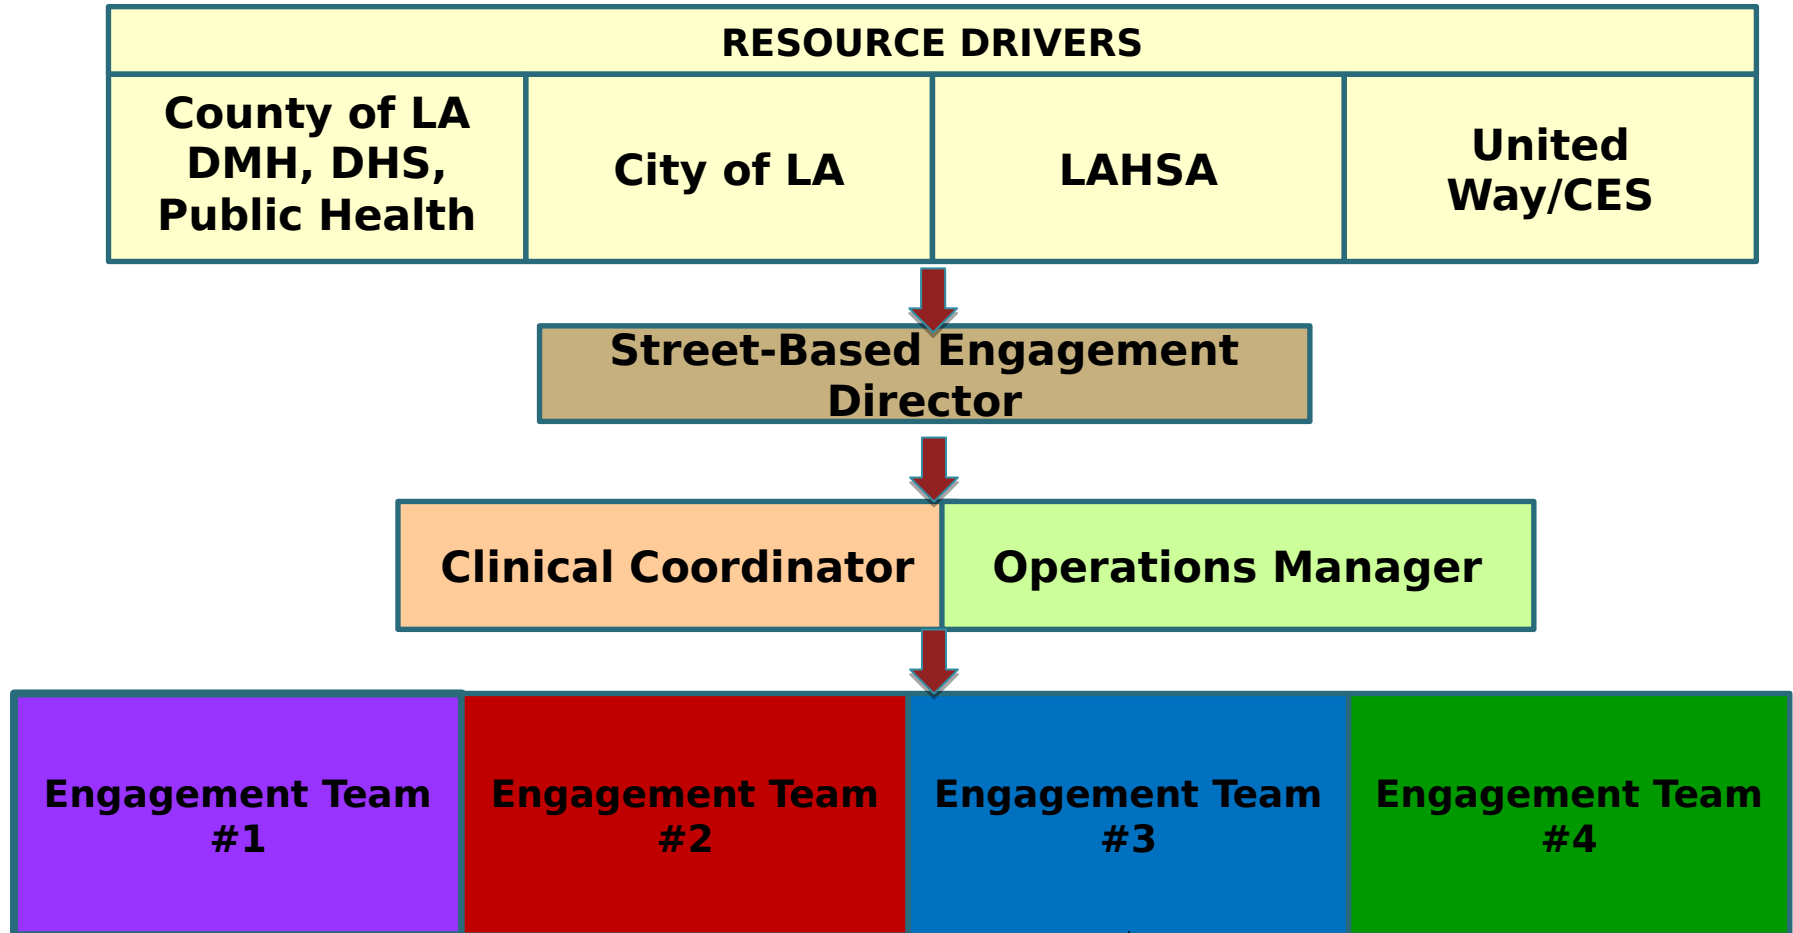 RESOURCE DRIVERS
County of LA
DMH, DHS,
Public Health
City of LA
LAHSA
United
Way/CES
Street-Based Engagement
Director
Clinical Coordinator
Operations Manager
Engagement Team
#1
Engagement Team
#2
Engagement Team
#3
Engagement Team
#4